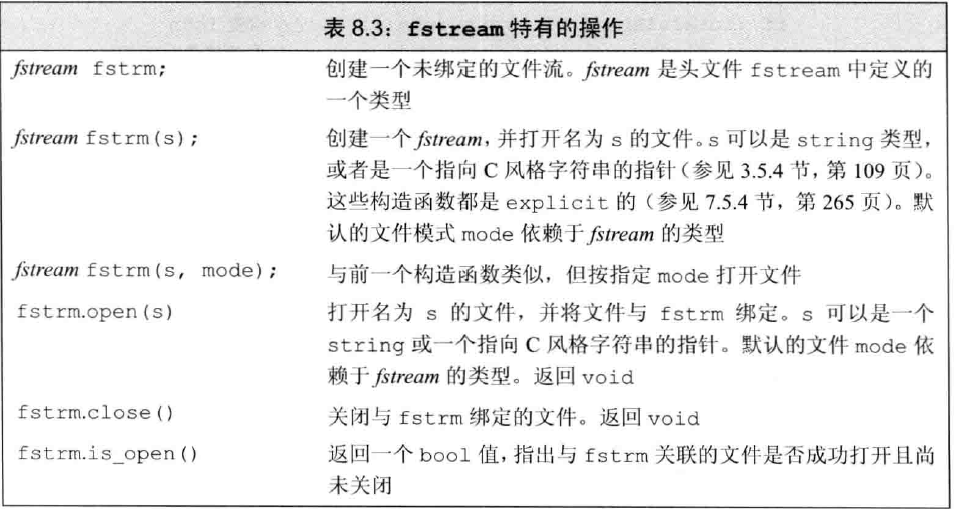 表 8.3：fstream 特有的操作
fstream fstrm; 创建一个未绑定的文件流。fstream 是头文件 fstream 中定义的
一个类型
fstream fstrm(s); 创建一个 fstream，并打开名为 s 的文件。s 可以是 string 类型，
或者是一个指向 C 风格字符串的指针（参见 3.5.4 节，第 109 页）。
这些构造函数都是 explicit 的（参见 7.5.4 节，第 265 页）。默
认的文件模式 mode 依赖于 fstream 的类型
fstream fstrm(s, mode); 与前一个构造函数类似，但按指定 mode 打开文件
fstrm.open(s) 打开名为 s 的文件，并将文件与 fstrm 绑定。s 可以是一个
string 或一个指向 C 风格字符串的指针。默认的文件 mode 依
赖于 fstream 的类型。返回 void
fstrm.close() 关闭与 fstrm 绑定的文件。返回 void
fstrm.is_open() 返回一个 bool 值，指出与 fstrm 关联的文件是否成功打开且尚
未关闭